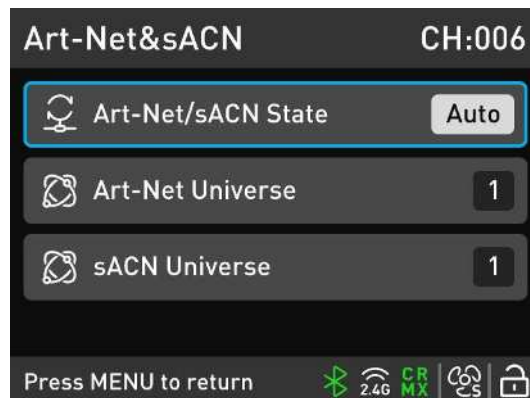 Art-Net&sACN CH:006
Art-Net/sACN State Auto
Art-Net Universe 1
sACN Universe 1
Press MENU to return 2.4G CR MX S